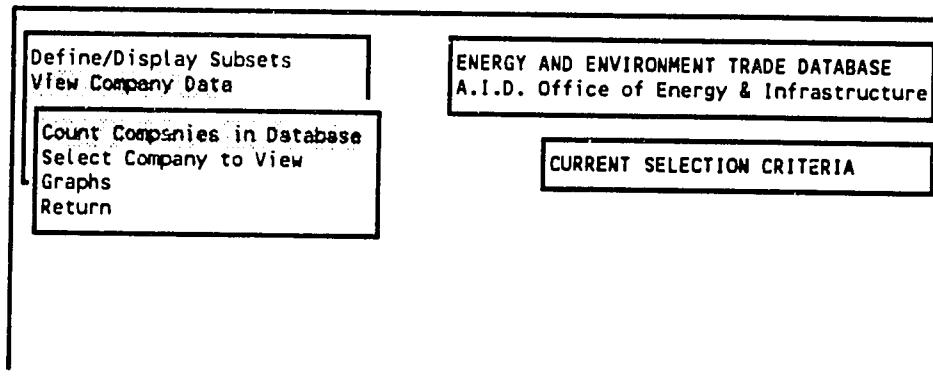 Define/Display Subsets
View Company Data
Count Companies in Database
Select Company to View
Graphs
Return
ENERGY AND ENVIRONMENT TRADE DATABASE
A.I.D. Office of Energy & Infrastructure
CURRENT SELECTION CRITERIA